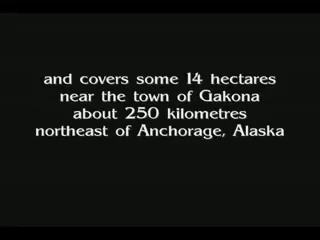 and covers some 14 hectares
near the town of Gakona
about 250 kilometres
northeast of Anchorage, Alaska